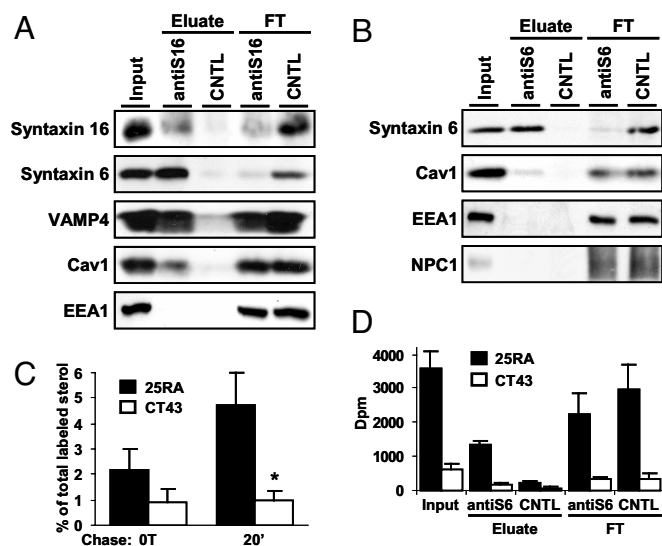 A
Eluate FT
Input antiS16 CNTL antiS16 CNTL
Syntaxin 16
Syntaxin 6
VAMP4
Cav1
EEA1
B
Eluate FT
Input antiS6 CNTL antiS6 CNTL
Syntaxin 6
Cav1
EEA1
NPC1
C
% of total labeled sterol
6
5
4
3
2
1
0
25RA
CT43
*
Chase: 0T 20'
D
Dpm
4000
3000
2000
1000
0
25RA
CT43
Input antiS6 CNTL antiS6 CNTL
Eluate FT